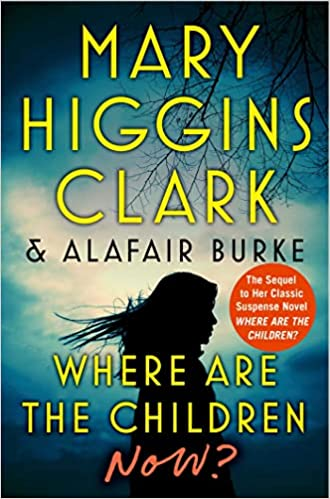 MARY
HIGGINS
CLARK
& ALAFAIR BURKE
The Sequel
to Her Classic
Suspense Novel
WHERE ARE THE
CHILDREN?
WHERE ARE
THE CHILDREN
NOW?